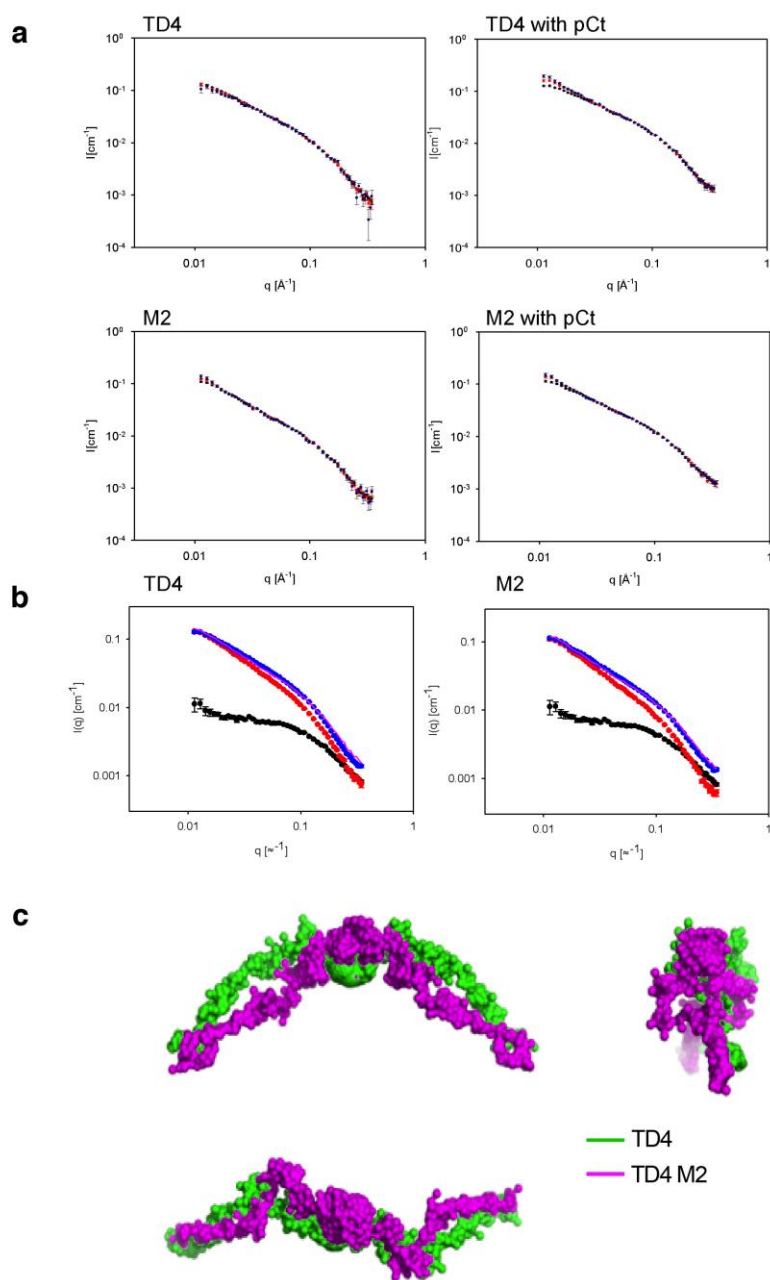 a
TD4
TD4 with pCt
10⁰
10⁻¹
10⁻²
10⁻³
10⁻⁴
I[cm⁻¹]
0.01
0.1
1
q [Å⁻¹]
10⁰
10⁻¹
10⁻²
10⁻³
10⁻⁴
I[cm⁻¹]
0.01
0.1
1
q [Å⁻¹]
M2
M2 with pCt
10⁰
10⁻¹
10⁻²
10⁻³
10⁻⁴
I[cm⁻¹]
0.01
0.1
1
q [Å⁻¹]
10⁰
10⁻¹
10⁻²
10⁻³
10⁻⁴
I[cm⁻¹]
0.01
0.1
1
q [Å⁻¹]
b
TD4
M2
0.1
0.01
0.001
I(q) [cm⁻¹]
0.01
0.1
1
q [≈⁻¹]
0.1
0.01
0.001
I(q) [cm⁻¹]
0.01
0.1
1
q [≈⁻¹]
c
TD4
TD4 M2